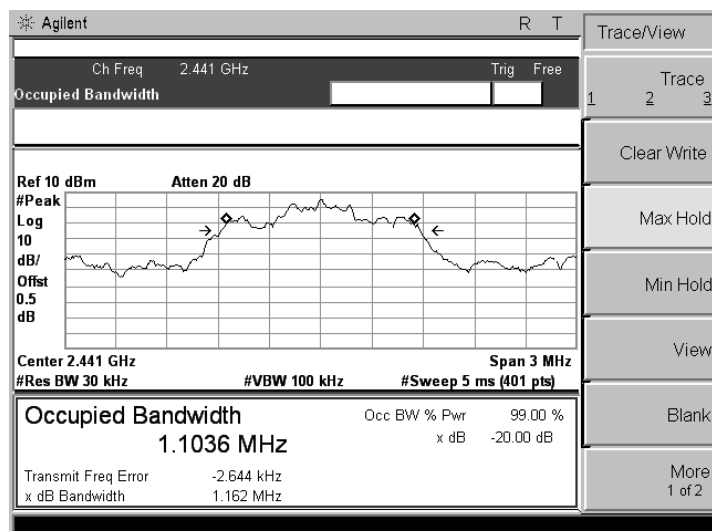 Agilent R T
Ch Freq 2.441 GHz Trig Free
Occupied Bandwidth
Ref 10 dBm Atten 20 dB
#Peak
Log
10
dB/
Offst
0.5
dB
Center 2.441 GHz Span 3 MHz
#Res BW 30 kHz #VBW 100 kHz #Sweep 5 ms (401 pts)
Occupied Bandwidth Occ BW % Pwr 99.00 %
1.1036 MHz x dB -20.00 dB
Transmit Freq Error -2.644 kHz
x dB Bandwidth 1.162 MHz
Trace/View
Trace
1 2 3
Clear Write
Max Hold
Min Hold
View
Blank
More
1 of 2